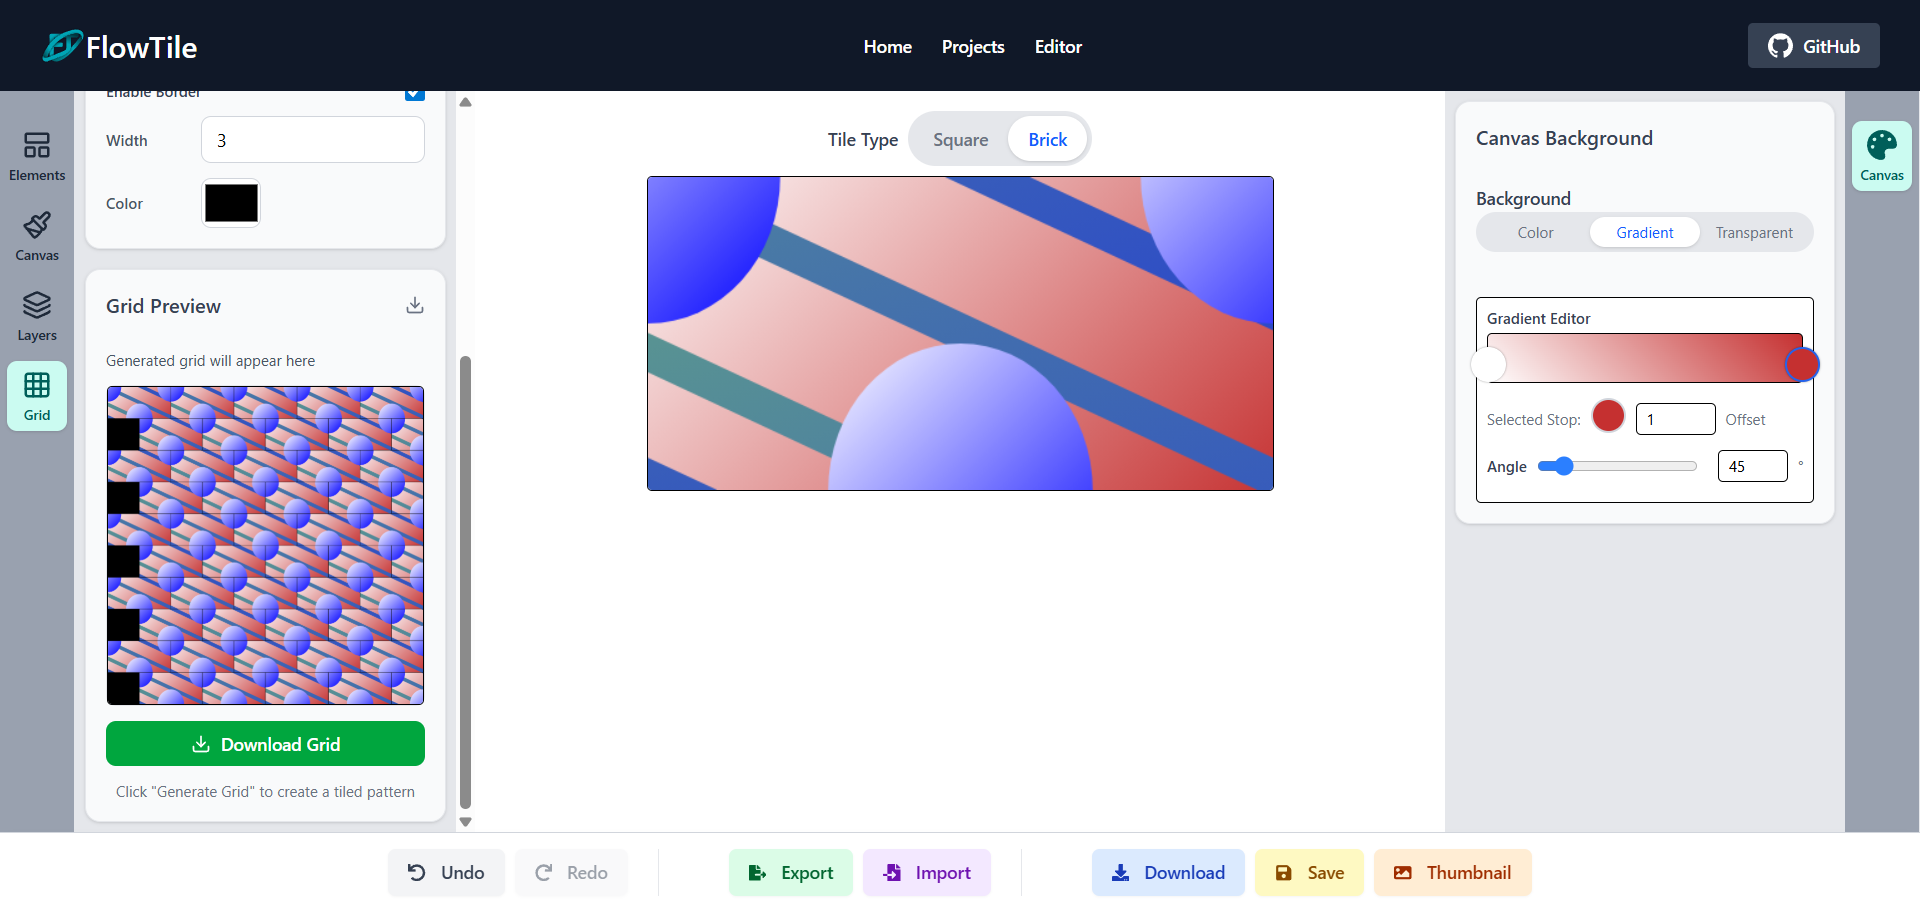 FlowTile
Home
Projects
Editor
GitHub
Elements
Canvas
Layers
Grid
Enable Border
Width
3
Color
Grid Preview
Generated grid will appear here
Download Grid
Click "Generate Grid" to create a tiled pattern
Tile Type
Square
Brick
Canvas Background
Background
Color
Gradient
Transparent
Gradient Editor
Selected Stop:
1
Offset
Angle
45
°
Canvas
Undo
Redo
Export
Import
Download
Save
Thumbnail